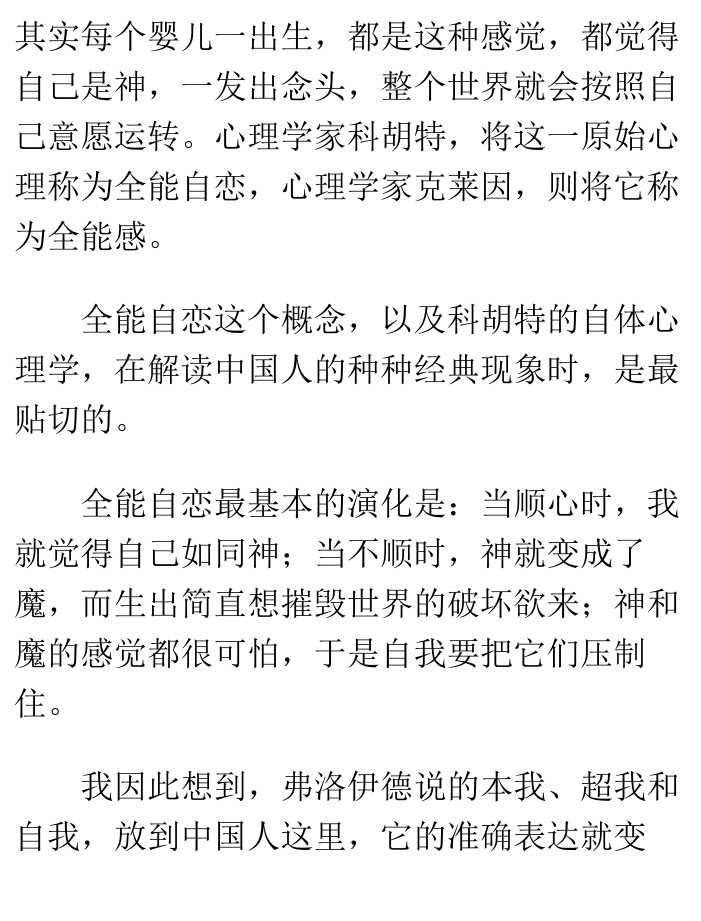 其实每个婴儿一出生，都是这种感觉，都觉得
自己是神，一发出念头，整个世界就会按照自
己意愿运转。心理学家科胡特，将这一原始心
理称为全能自恋，心理学家克莱因，则将它称
为全能感。
全能自恋这个概念，以及科胡特的自体心
理学，在解读中国人的种种经典现象时，是最
贴切的。
全能自恋最基本的演化是：当顺心时，我
就觉得自己如同神；当不顺时，神就变成了
魔，而生出简直想摧毁世界的破坏欲来；神和
魔的感觉都很可怕，于是自我要把它们压制
住。
我因此想到，弗洛伊德说的本我、超我和
自我，放到中国人这里，它的准确表达就变